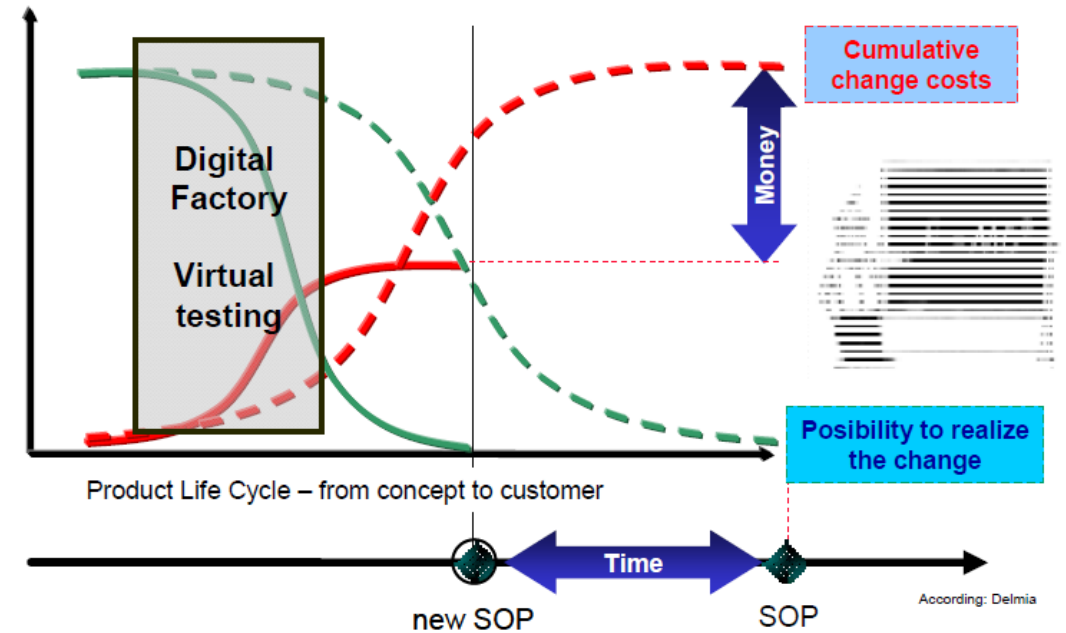 Cumulative
change costs
Money
Digital
Factory
Virtual
testing
Posibility to realize
the change
Product Life Cycle – from concept to customer
Time
new SOP
SOP
According: Delmia